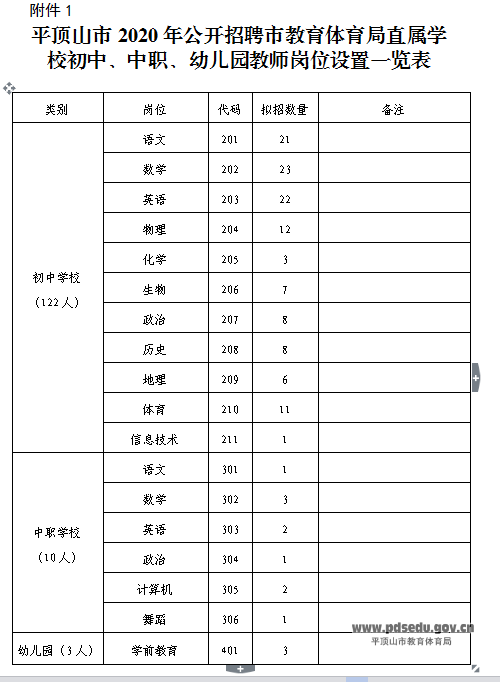 附件 1
平顶山市 2020 年公开招聘市教育体育局直属学
校初中、中职、幼儿园教师岗位设置一览表
类别 岗位 代码 拟招数量 备注
初中学校
（122 人）
语文 201 21
数学 202 23
英语 203 22
物理 204 12
化学 205 3
生物 206 7
政治 207 8
历史 208 8
地理 209 6
体育 210 11
信息技术 211 1
中职学校
（10 人）
语文 301 1
数学 302 3
英语 303 2
政治 304 1
计算机 305 2
舞蹈 306 1
幼儿园（3 人） 学前教育 401 3
www.pdsedu.gov.cn
平顶山市教育体育局